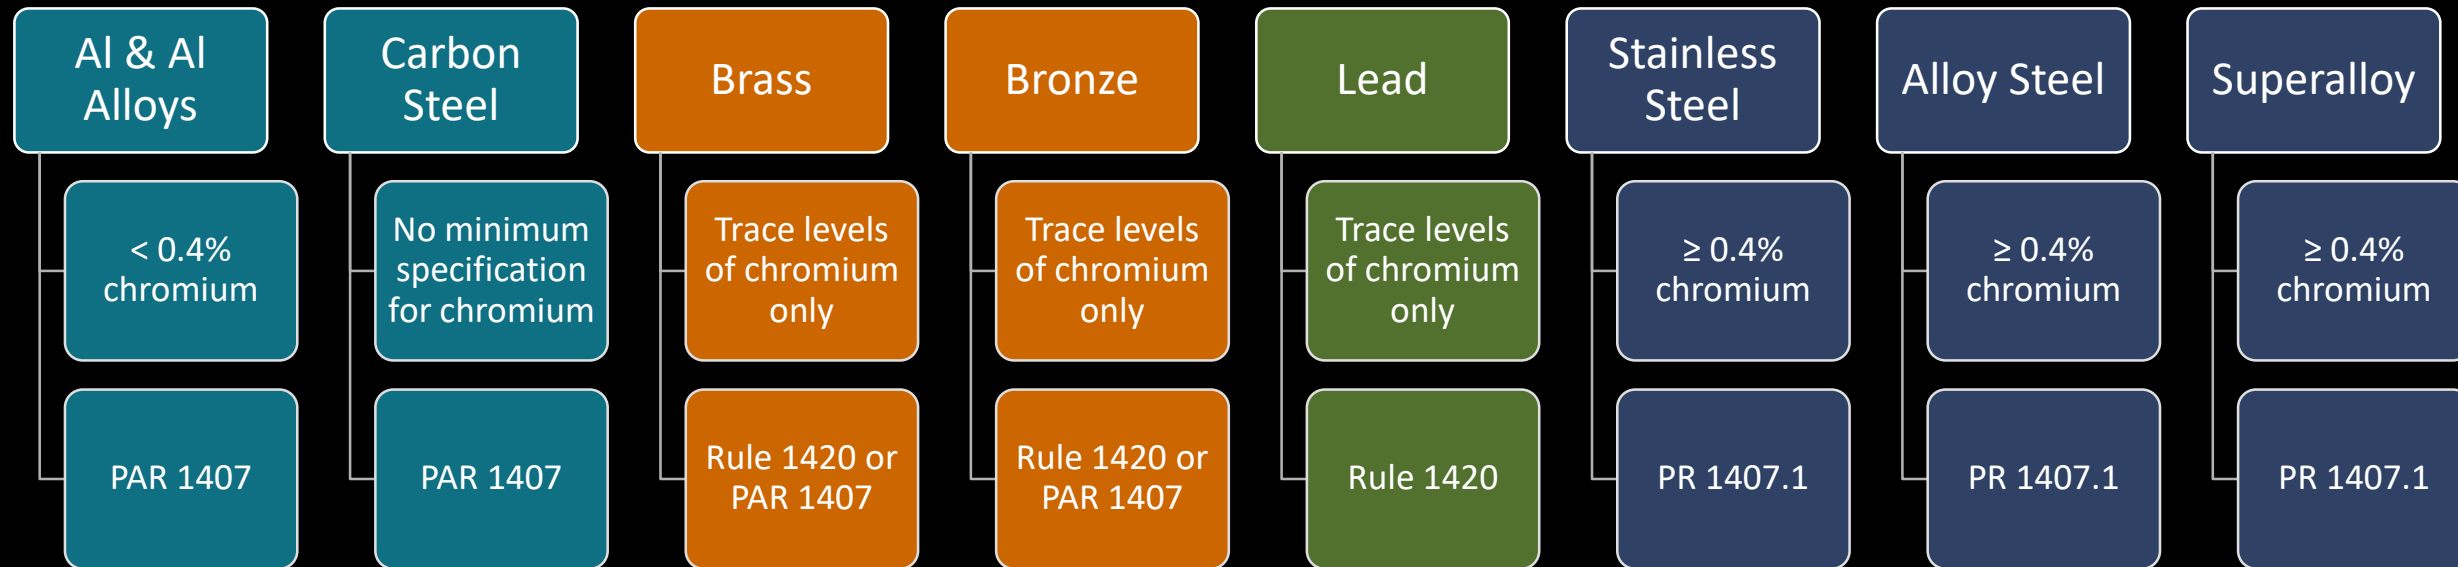 Al & Al
Alloys
< 0.4%
chromium
PAR 1407
Carbon
Steel
No minimum
specification
for chromium
PAR 1407
Brass
Trace levels
of chromium
only
Rule 1420 or
PAR 1407
Bronze
Trace levels
of chromium
only
Rule 1420 or
PAR 1407
Lead
Trace levels
of chromium
only
Rule 1420
Stainless
Steel
≥ 0.4%
chromium
PR 1407.1
Alloy Steel
≥ 0.4%
chromium
PR 1407.1
Superalloy
≥ 0.4%
chromium
PR 1407.1